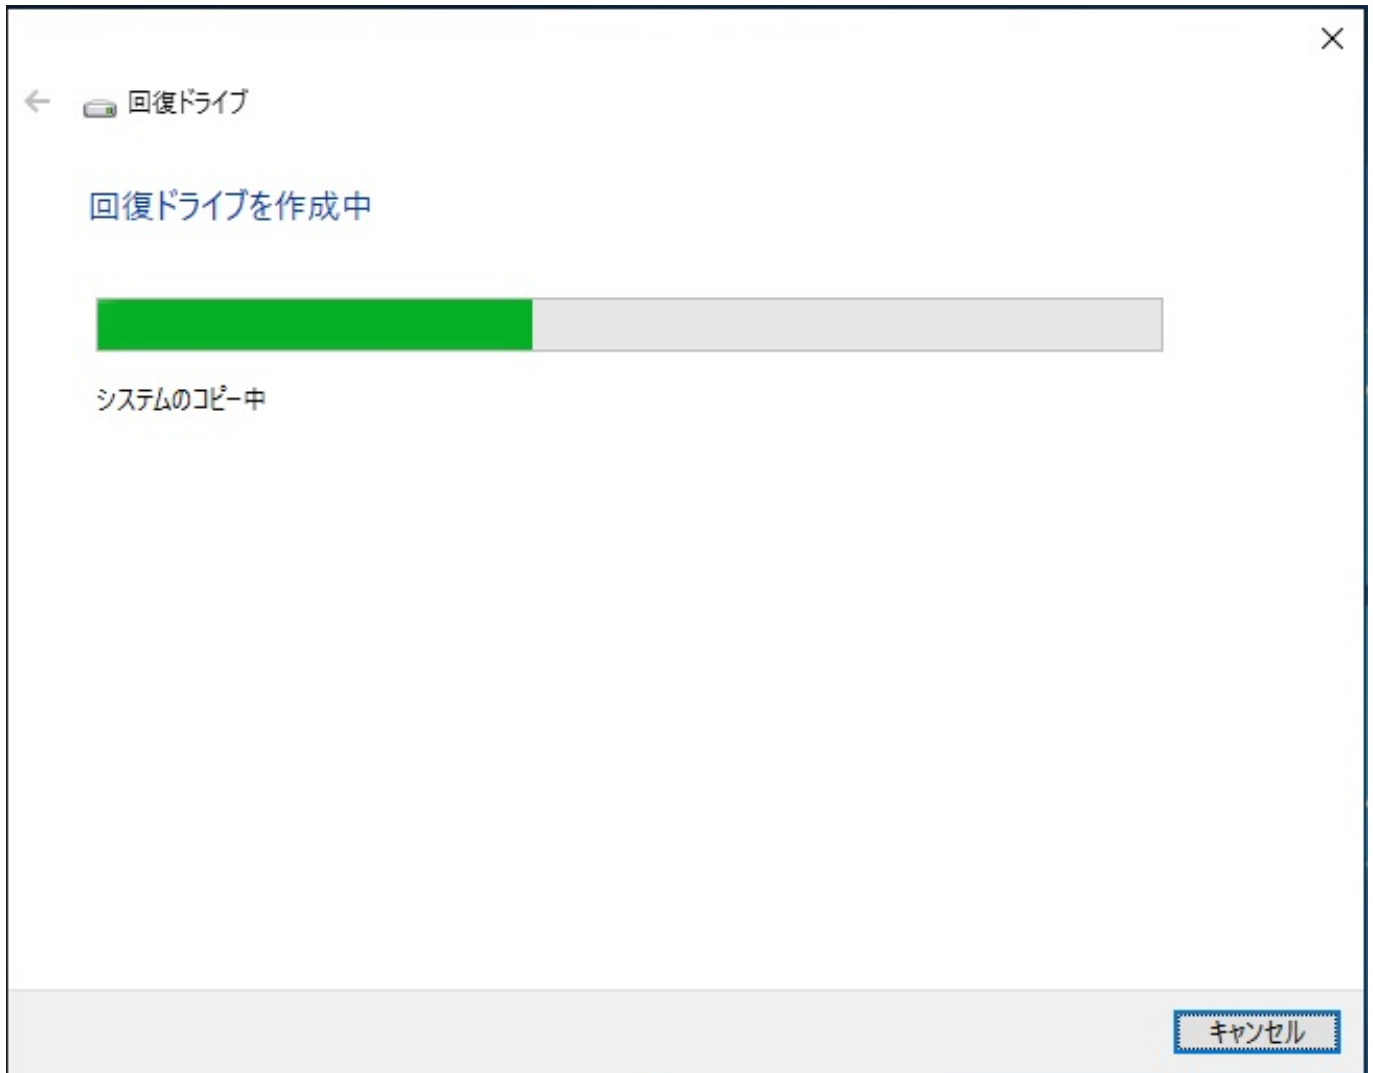 回復ドライブ
回復ドライブを作成中
システムのコピー中
キャンセル